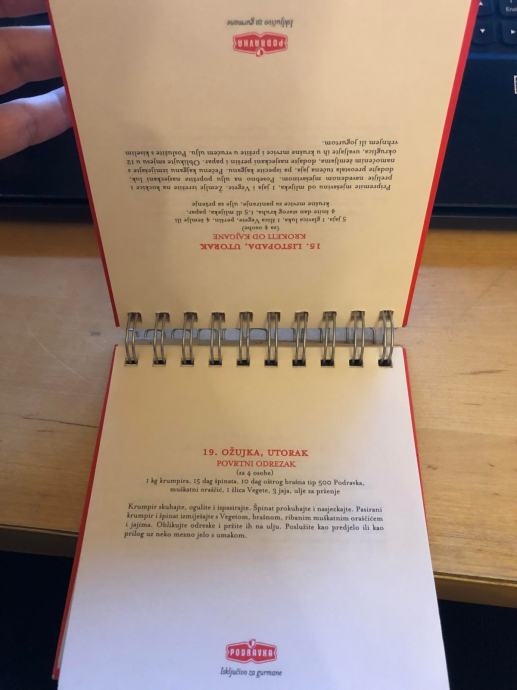 Isključivo za gurmane
PODRAVKA
15. LISTOPADA, UTORAK
KROKETI OD KAJGANE
(za 4 osobe)
5 jaja, 1 glavica luka, 1 žlica Vegete, peršin, 4 žemlje ili
4 šnite dan starog kruha, 1,5 dl mlijeka, papar,
krušne mrvice za paniranje, ulje za prženje
Pripremite mješavinu od mlijeka, 1 jaja i Vegete. Žemlje izrežite na kockice i
prelijte navedenom mješavinom. Posebno na ulju popržite nasjeckani luk,
dodajte preostala tučena jaja, pa ispecite kajganu. Pečenu kajganu izmiješajte s
namočenim žemljama, dodajte nasjeckani peršin i papar. Oblikujte smjesu u 12
okruglica, uvaljajte ih u krušne mrvice i pržite u vrućem ulju. Poslužite s kiselim
vrhnjem ili jogurtom.
19. OŽUJKA, UTORAK
POVRTNI ODREZAK
(za 4 osobe)
1 kg krumpira, 15 dag špinata, 10 dag oštrog brašna tip 500 Podravka,
muškatni oraščić, 1 žlica Vegete, 3 jaja, ulje za prženje
Krumpir skuhajte, ogulite i ispasirajte. Špinat prokuhajte i nasjeckajte. Pasirani
krumpir i špinat izmiješajte s Vegetom, brašnom, ribanim muškatnim oraščićem
i jajima. Oblikujte odreske i pržite ih na ulju. Poslužite kao predjelo ili kao
prilog uz neko mesno jelo s umakom.
PODRAVKA
Isključivo za gurmane